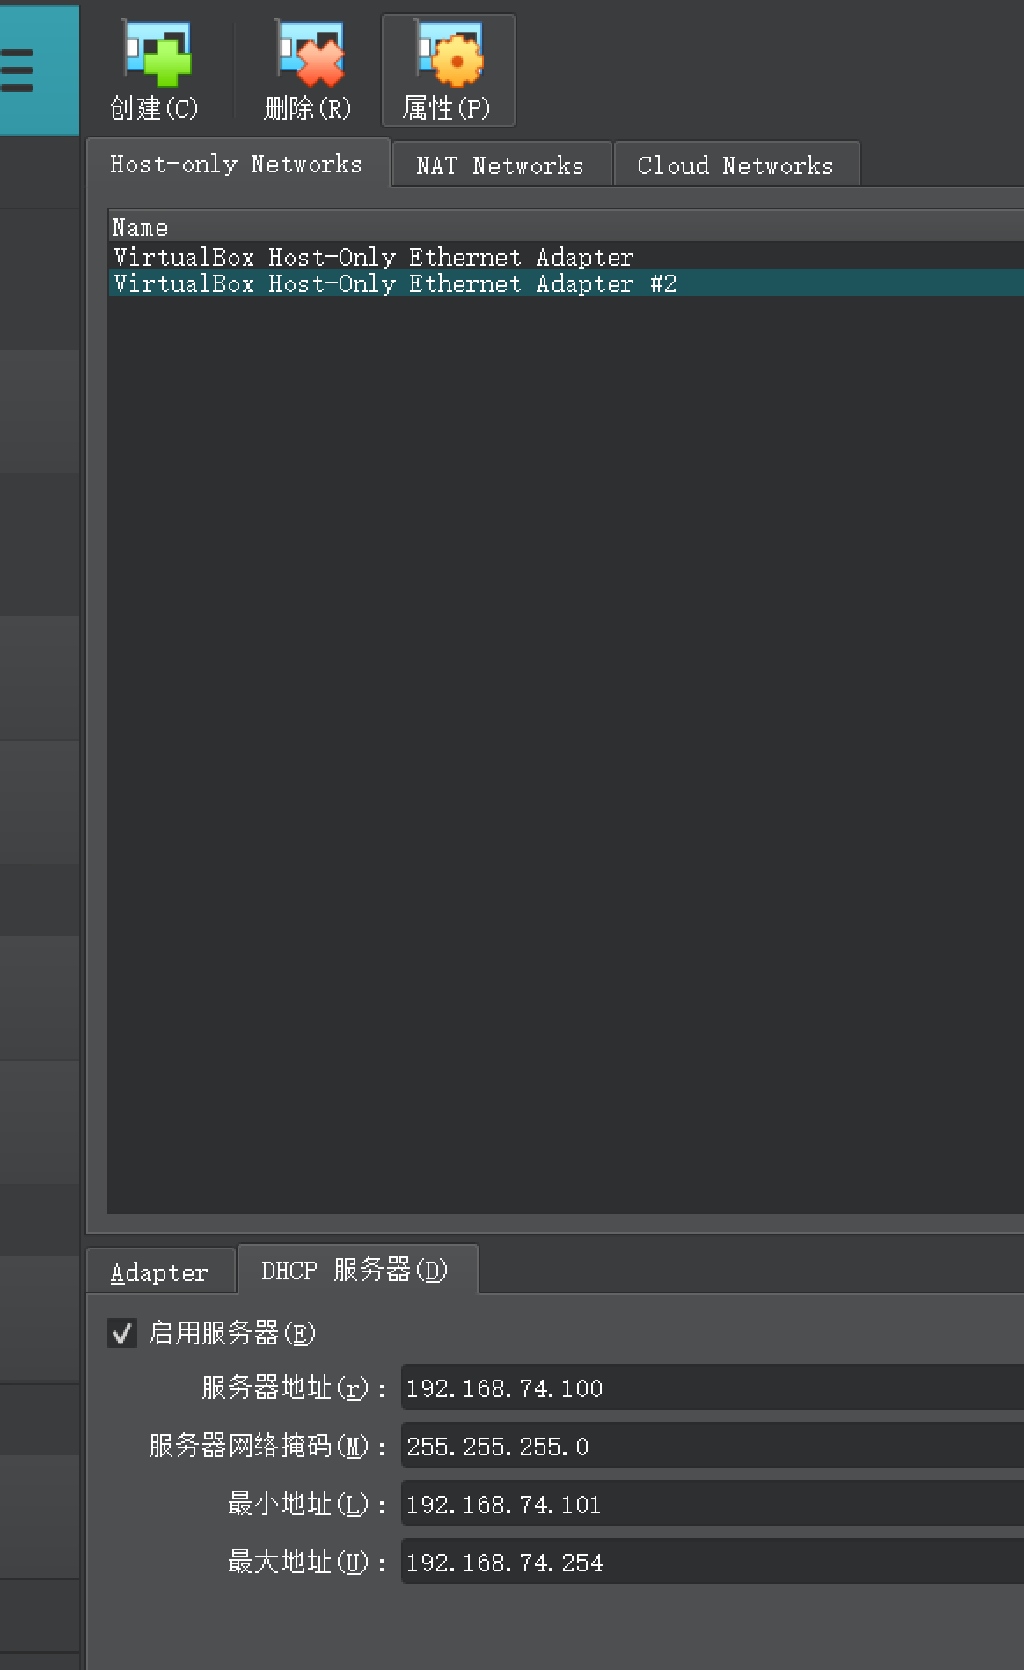 创建(C) 删除(R) 属性(P)
Host-only Networks NAT Networks Cloud Networks
Name
VirtualBox Host-Only Ethernet Adapter
VirtualBox Host-Only Ethernet Adapter #2
Adapter DHCP 服务器(D)
启用服务器(E)
服务器地址(r): 192.168.74.100
服务器网络掩码(M): 255.255.255.0
最小地址(L): 192.168.74.101
最大地址(U): 192.168.74.254